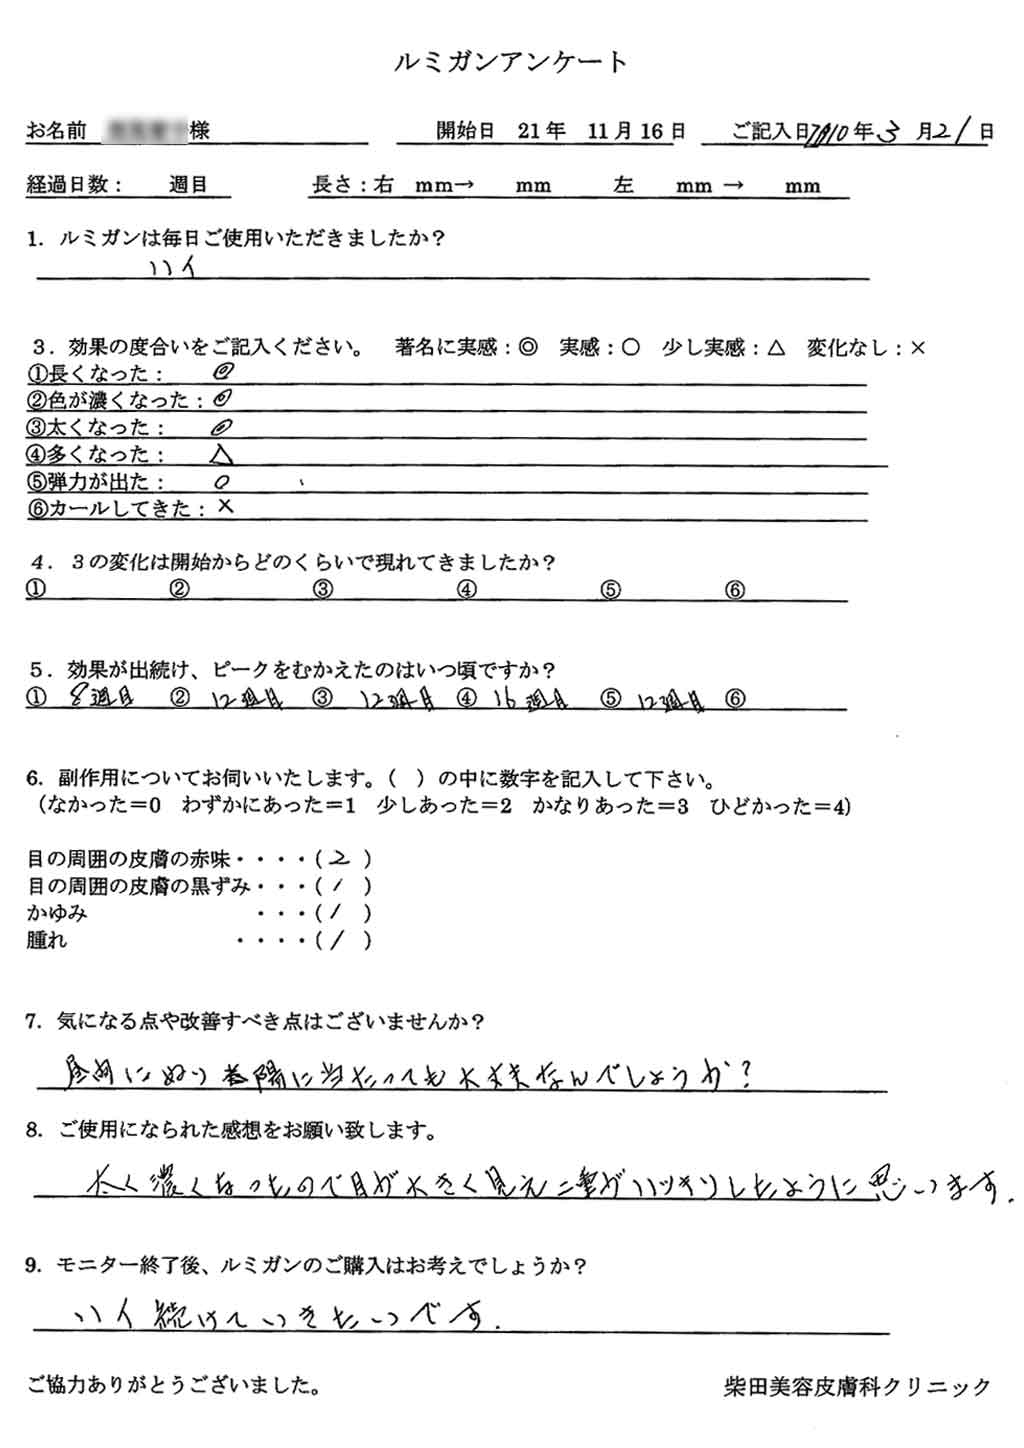 ルミガンアンケート
お名前 様 開始日 21年 11月16日 ご記入日 2010年3月21日
経過日数： 週目 長さ：右 mm→ mm 左 mm → mm
1. ルミガンは毎日ご使用いただきましたか？
ハイ
３．効果の度合いをご記入ください。 著名に実感：◎ 実感：○ 少し実感：△ 変化なし：×
①長くなった： ◎
②色が濃くなった：◎
③太くなった： ◎
④多くなった： △
⑤弾力が出た： ○
⑥カールしてきた：×
４．３の変化は開始からどのくらいで現れてきましたか？
① ② ③ ④ ⑤ ⑥
５．効果が出続け、ピークをむかえたのはいつ頃ですか？
① 8週目 ② 12週目 ③ 12週目 ④ 16週目 ⑤ 12週目 ⑥
6. 副作用についてお伺いいたします。（ ）の中に数字を記入して下さい。
（なかった＝0 わずかにあった＝1 少しあった＝2 かなりあった＝3 ひどかった＝4）
目の周囲の皮膚の赤味・・・・（2 ）
目の周囲の皮膚の黒ずみ・・・（1 ）
かゆみ ・・・（1 ）
腫れ ・・・・（1 ）
7. 気になる点や改善すべき点はございませんか？
昼間にぬり 太陽に当たっても大丈夫なんでしょうか？
8. ご使用になられた感想をお願い致します。
太く濃くなったので目が大きく見え二重がハッキリしたように思います.
9. モニター終了後、ルミガンのご購入はお考えでしょうか？
ハイ 続けていきたいです.
ご協力ありがとうございました。 柴田美容皮膚科クリニック